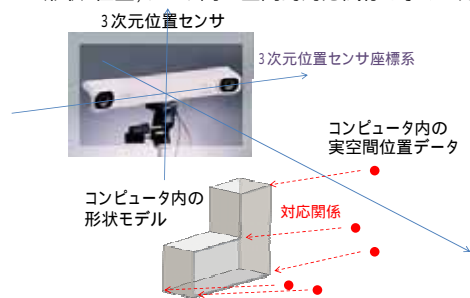 3次元位置センサ
3次元位置センサ座標系
コンピュータ内の
実空間位置データ
コンピュータ内の
形状モデル
対応関係